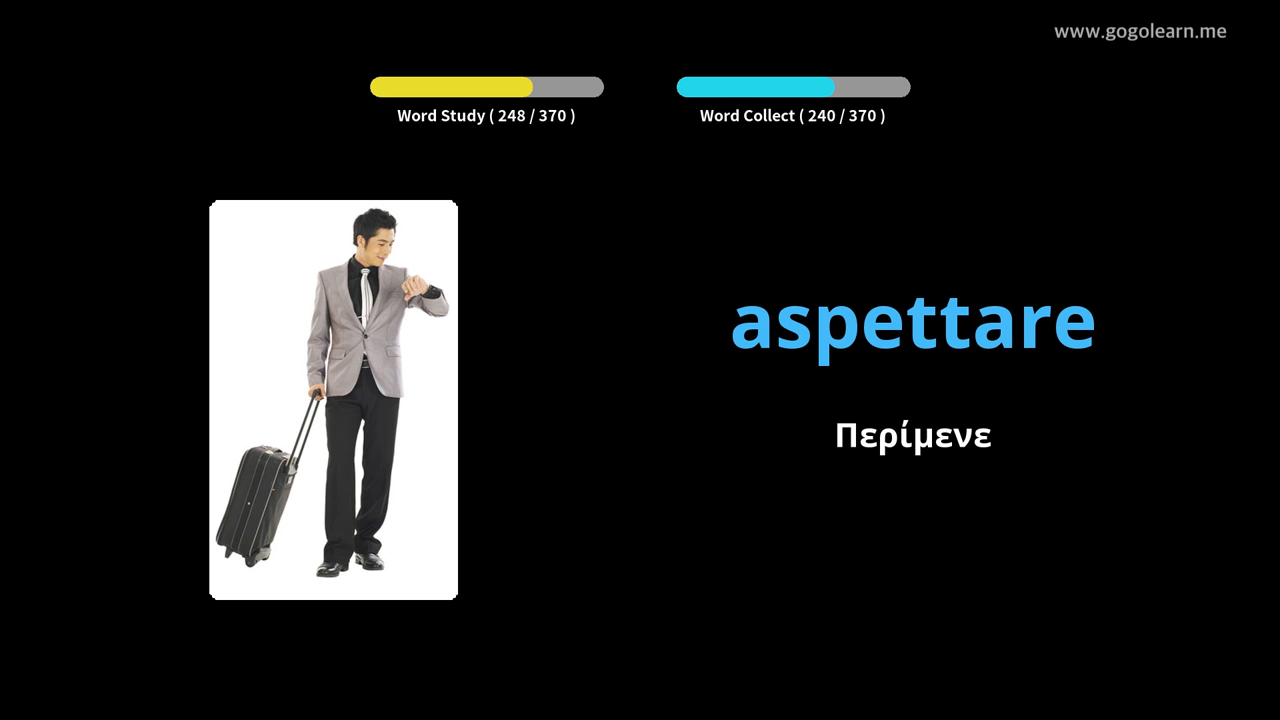 www.gogolearn.me
Word Study ( 248 / 370 )
Word Collect ( 240 / 370 )
aspettare
Περίμενε